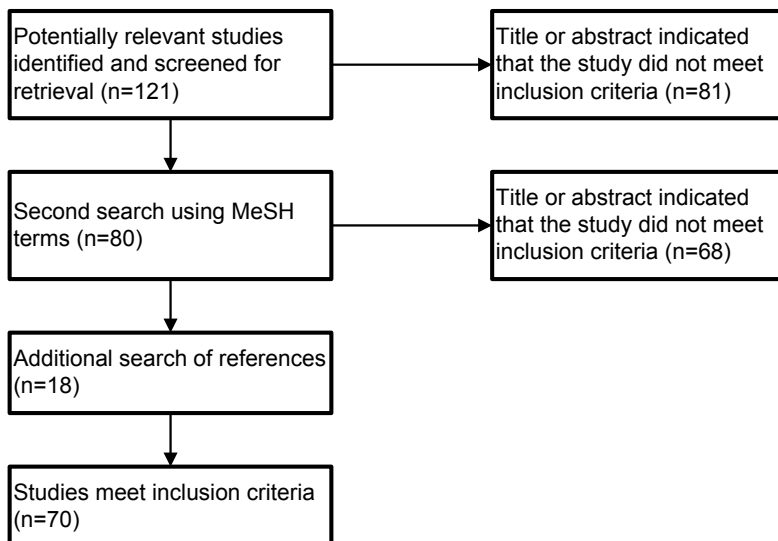 Potentially relevant studies
identified and screened for
retrieval (n=121)
Title or abstract indicated
that the study did not meet
inclusion criteria (n=81)
Second search using MeSH
terms (n=80)
Title or abstract indicated
that the study did not meet
inclusion criteria (n=68)
Additional search of references
(n=18)
Studies meet inclusion criteria
(n=70)